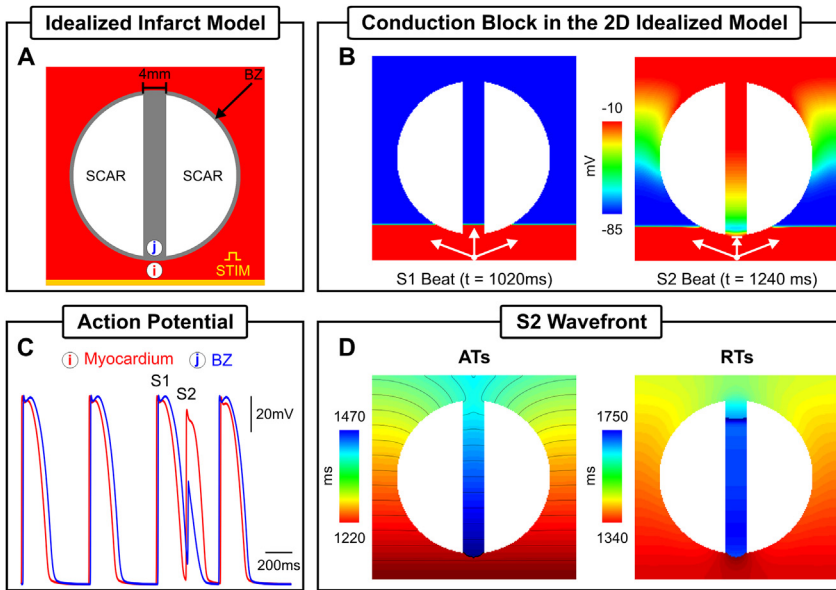 Idealized Infarct Model
A
4mm
BZ
SCAR
SCAR
j
i
STIM
Conduction Block in the 2D Idealized Model
B
-10
mV
-85
S1 Beat (t = 1020ms)
S2 Beat (t = 1240 ms)
Action Potential
C
i Myocardium
j BZ
S1
S2
20mV
200ms
S2 Wavefront
D
ATs
RTs
1470
ms
1220
1750
ms
1340